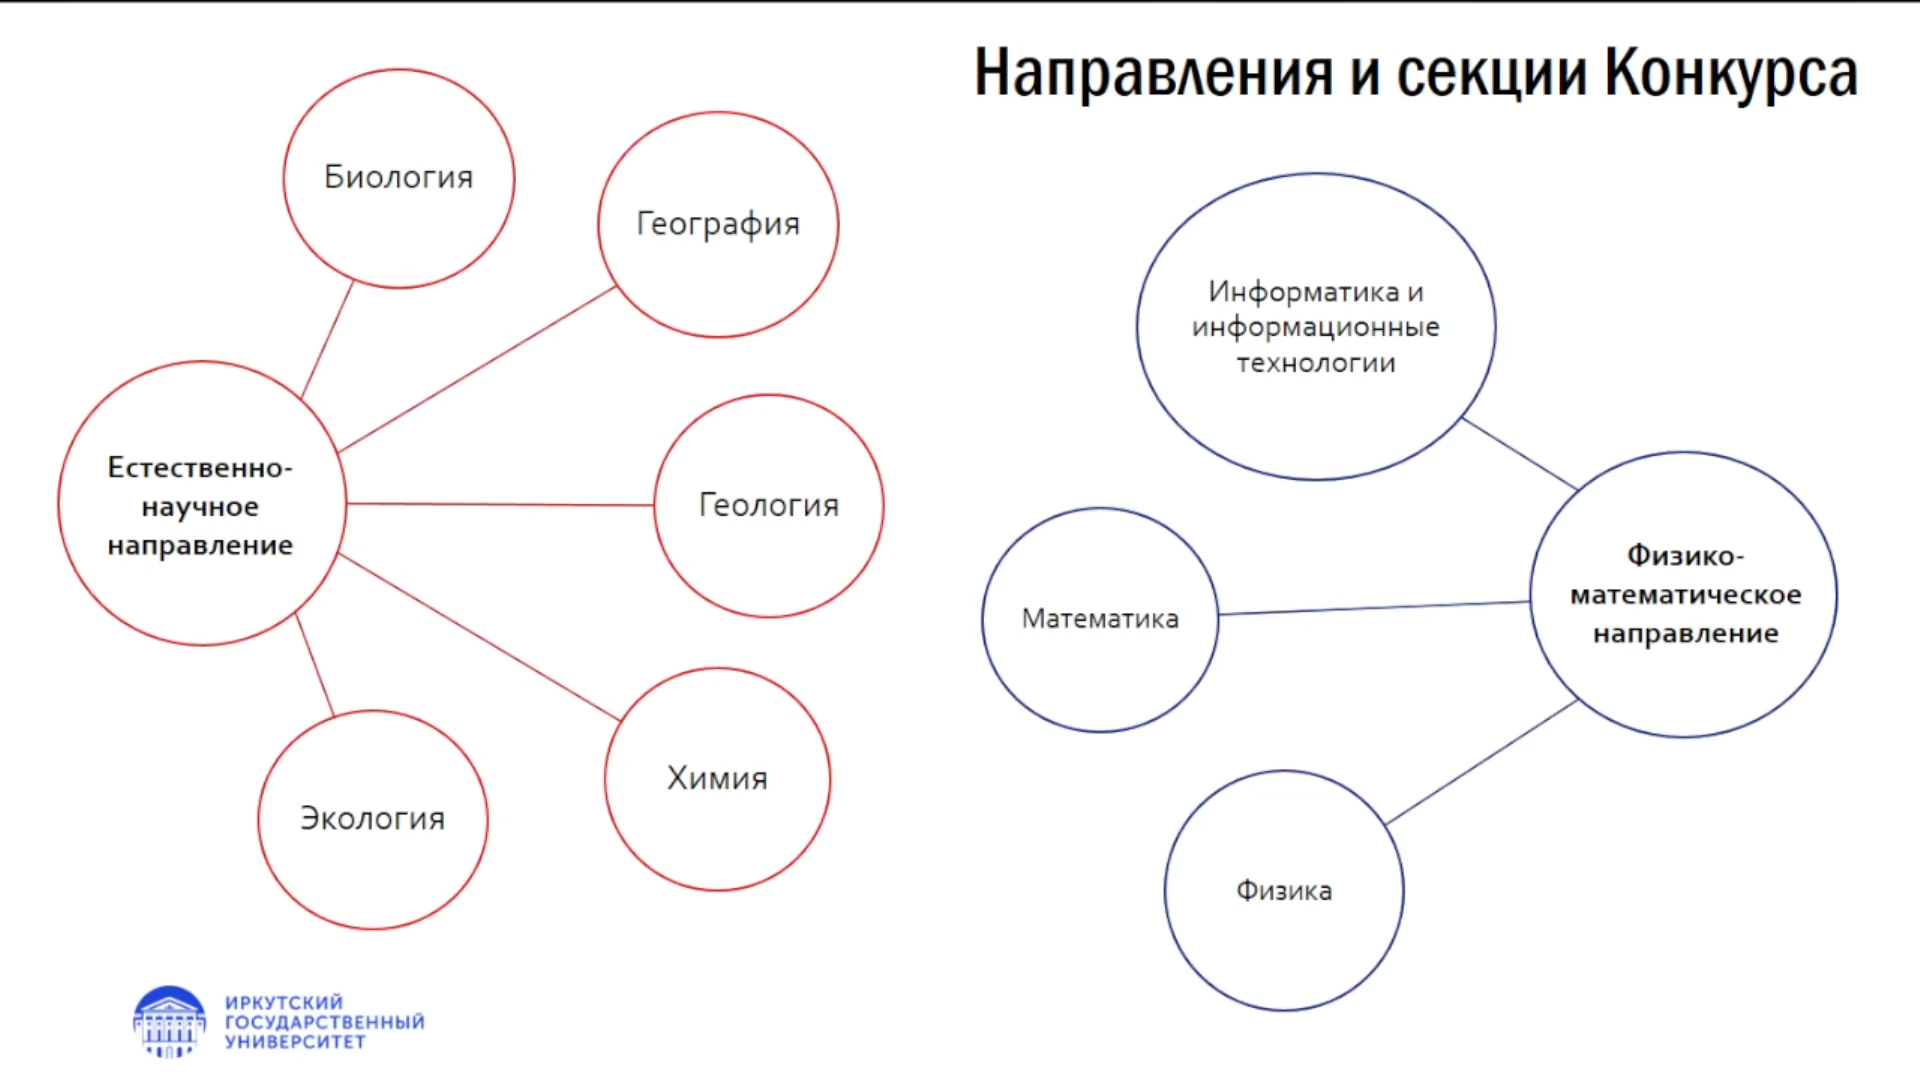 Направления и секции Конкурса
Биология
География
Естественно-
научное
направление
Геология
Химия
Экология
Информатика и
информационные
технологии
Математика
Физико-
математическое
направление
Физика
ИРКУТСКИЙ
ГОСУДАРСТВЕННЫЙ
УНИВЕРСИТЕТ